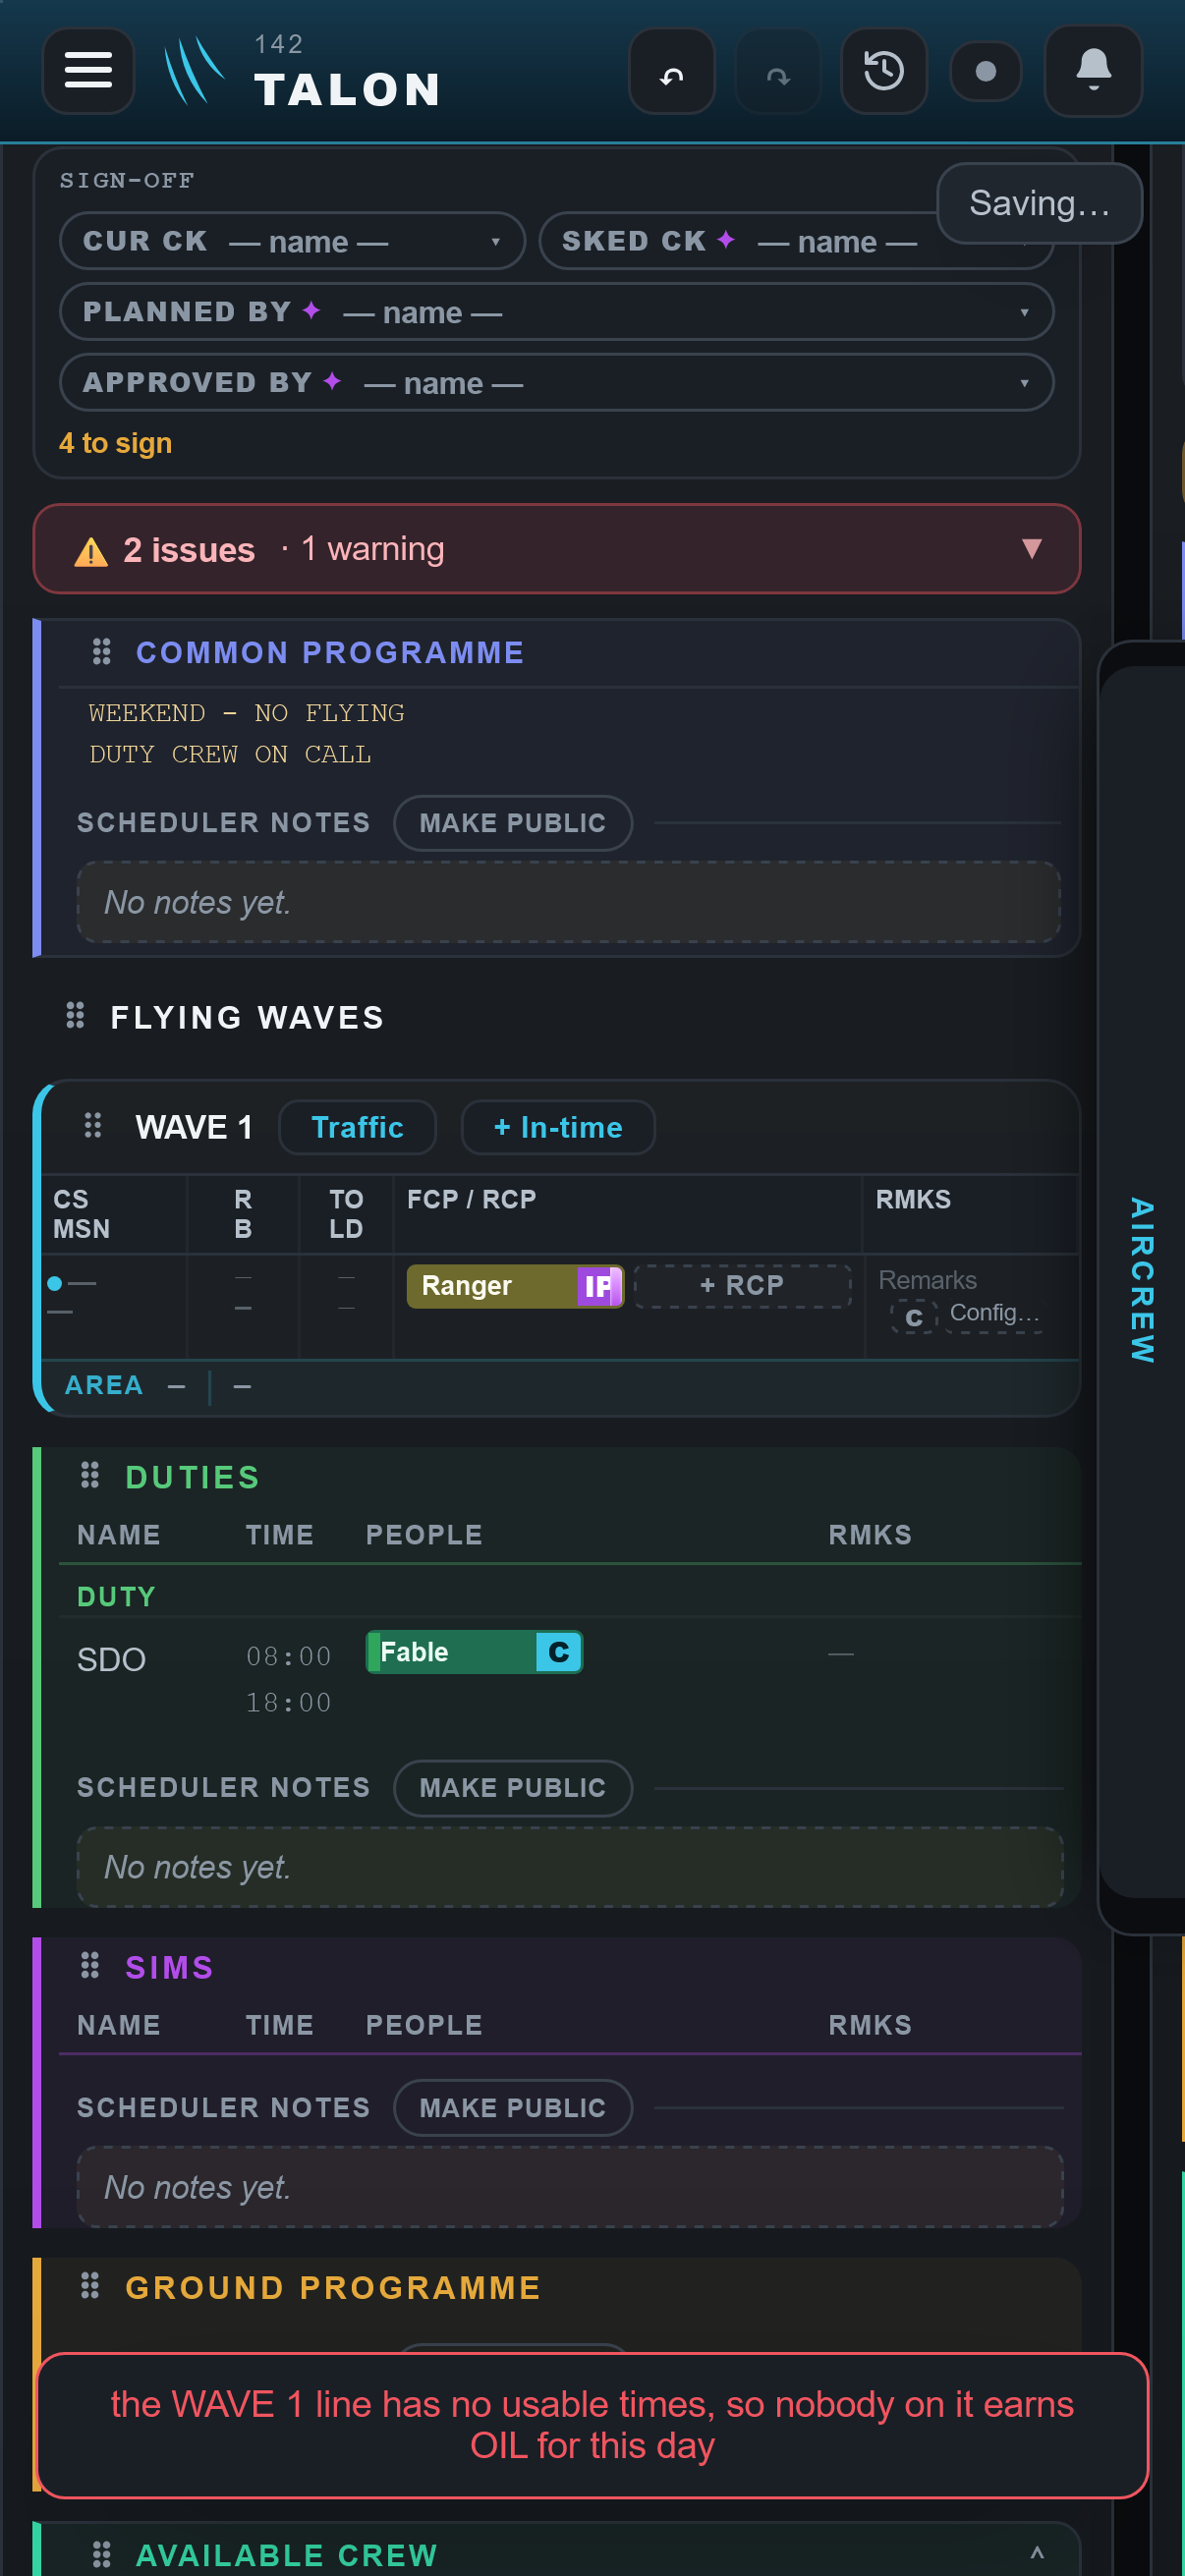 142
TALON
Saving...
SIGN-OFF
CUR CK — name —
SKED CK ✦ — name —
PLANNED BY ✦ — name —
APPROVED BY ✦ — name —
4 to sign
2 issues · 1 warning
COMMON PROGRAMME
WEEKEND – NO FLYING
DUTY CREW ON CALL
SCHEDULER NOTES MAKE PUBLIC
No notes yet.
FLYING WAVES
WAVE 1 Traffic + In-time
CS R TO FCP / RCP RMKS
MSN B LD
— — — Ranger IP + RCP Remarks
— — — C Config...
AREA – | –
AIRCREW
DUTIES
NAME TIME PEOPLE RMKS
DUTY
SDO 08:00 Fable C —
18:00
SCHEDULER NOTES MAKE PUBLIC
No notes yet.
SIMS
NAME TIME PEOPLE RMKS
SCHEDULER NOTES MAKE PUBLIC
No notes yet.
GROUND PROGRAMME
the WAVE 1 line has no usable times, so nobody on it earns
OIL for this day
AVAILABLE CREW